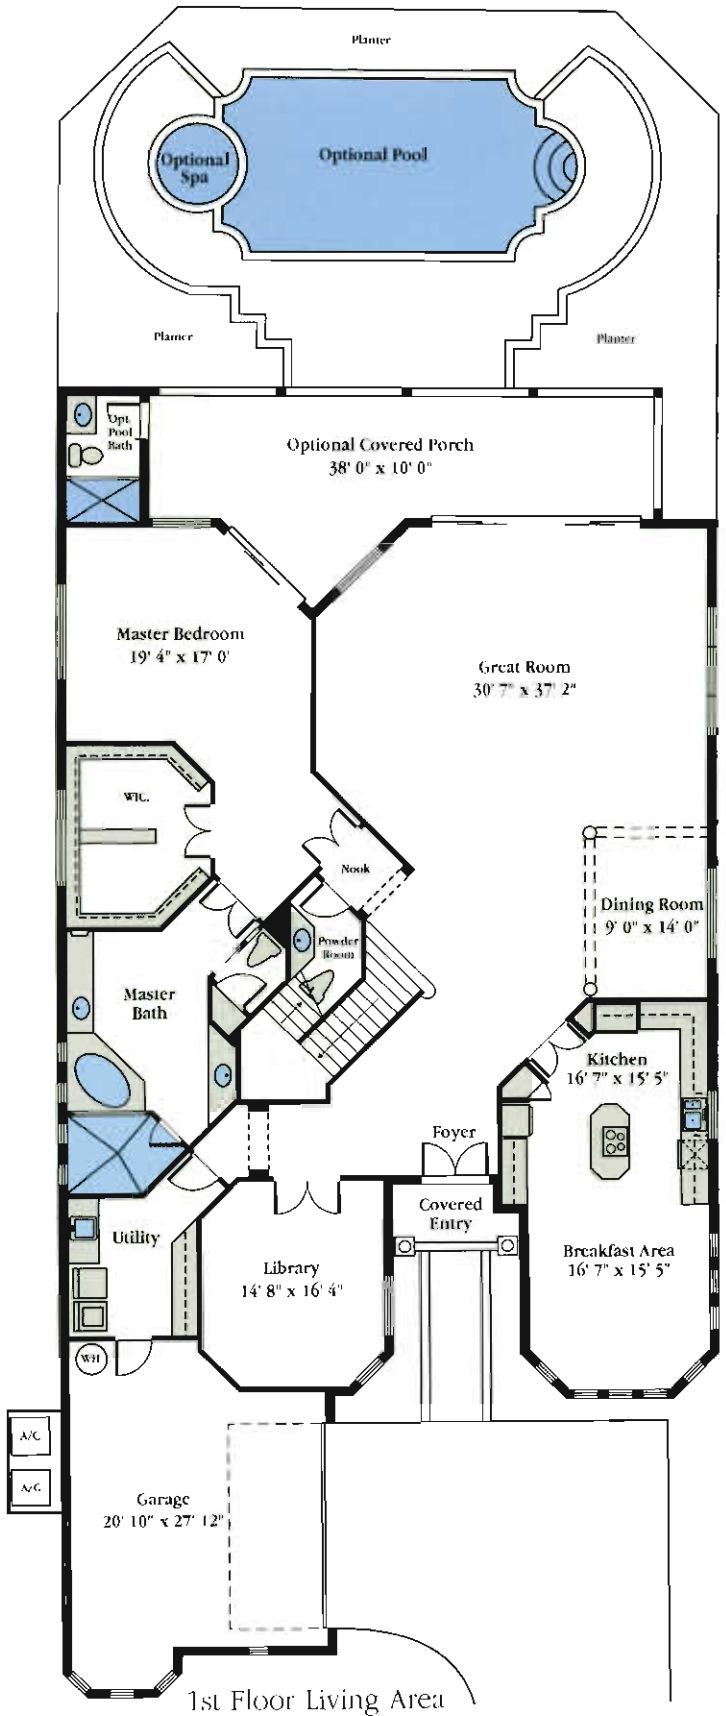 Planter
Optional
Spa
Optional Pool
Planter
Planter
Opt.
Pool
Bath
Optional Covered Porch
38' 0" x 10' 0"
Master Bedroom
19' 4" x 17' 0'
Great Room
30' 7" x 37' 2"
WIC.
Nook
Dining Room
9' 0" x 14' 0"
Powder
Room
Master
Bath
Kitchen
16' 7" x 15' 5"
Foyer
Covered
Entry
Utility
Library
14' 8" x 16' 4"
Breakfast Area
16' 7" x 15' 5"
WH
A/C
A/C
Garage
20' 10" x 27' 12"
1st Floor Living Area